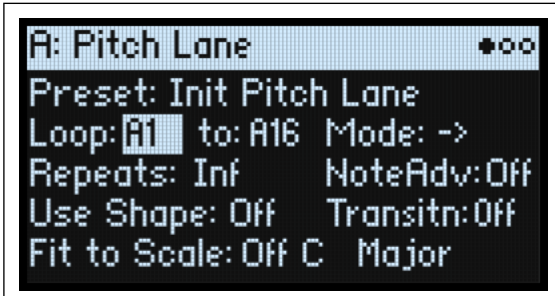 A: Pitch Lane
Preset: Init Pitch Lane
Loop: A1 to: A16 Mode: ->
Repeats: Inf NoteAdv: Off
Use Shape: Off Transitn: Off
Fit to Scale: Off C Major